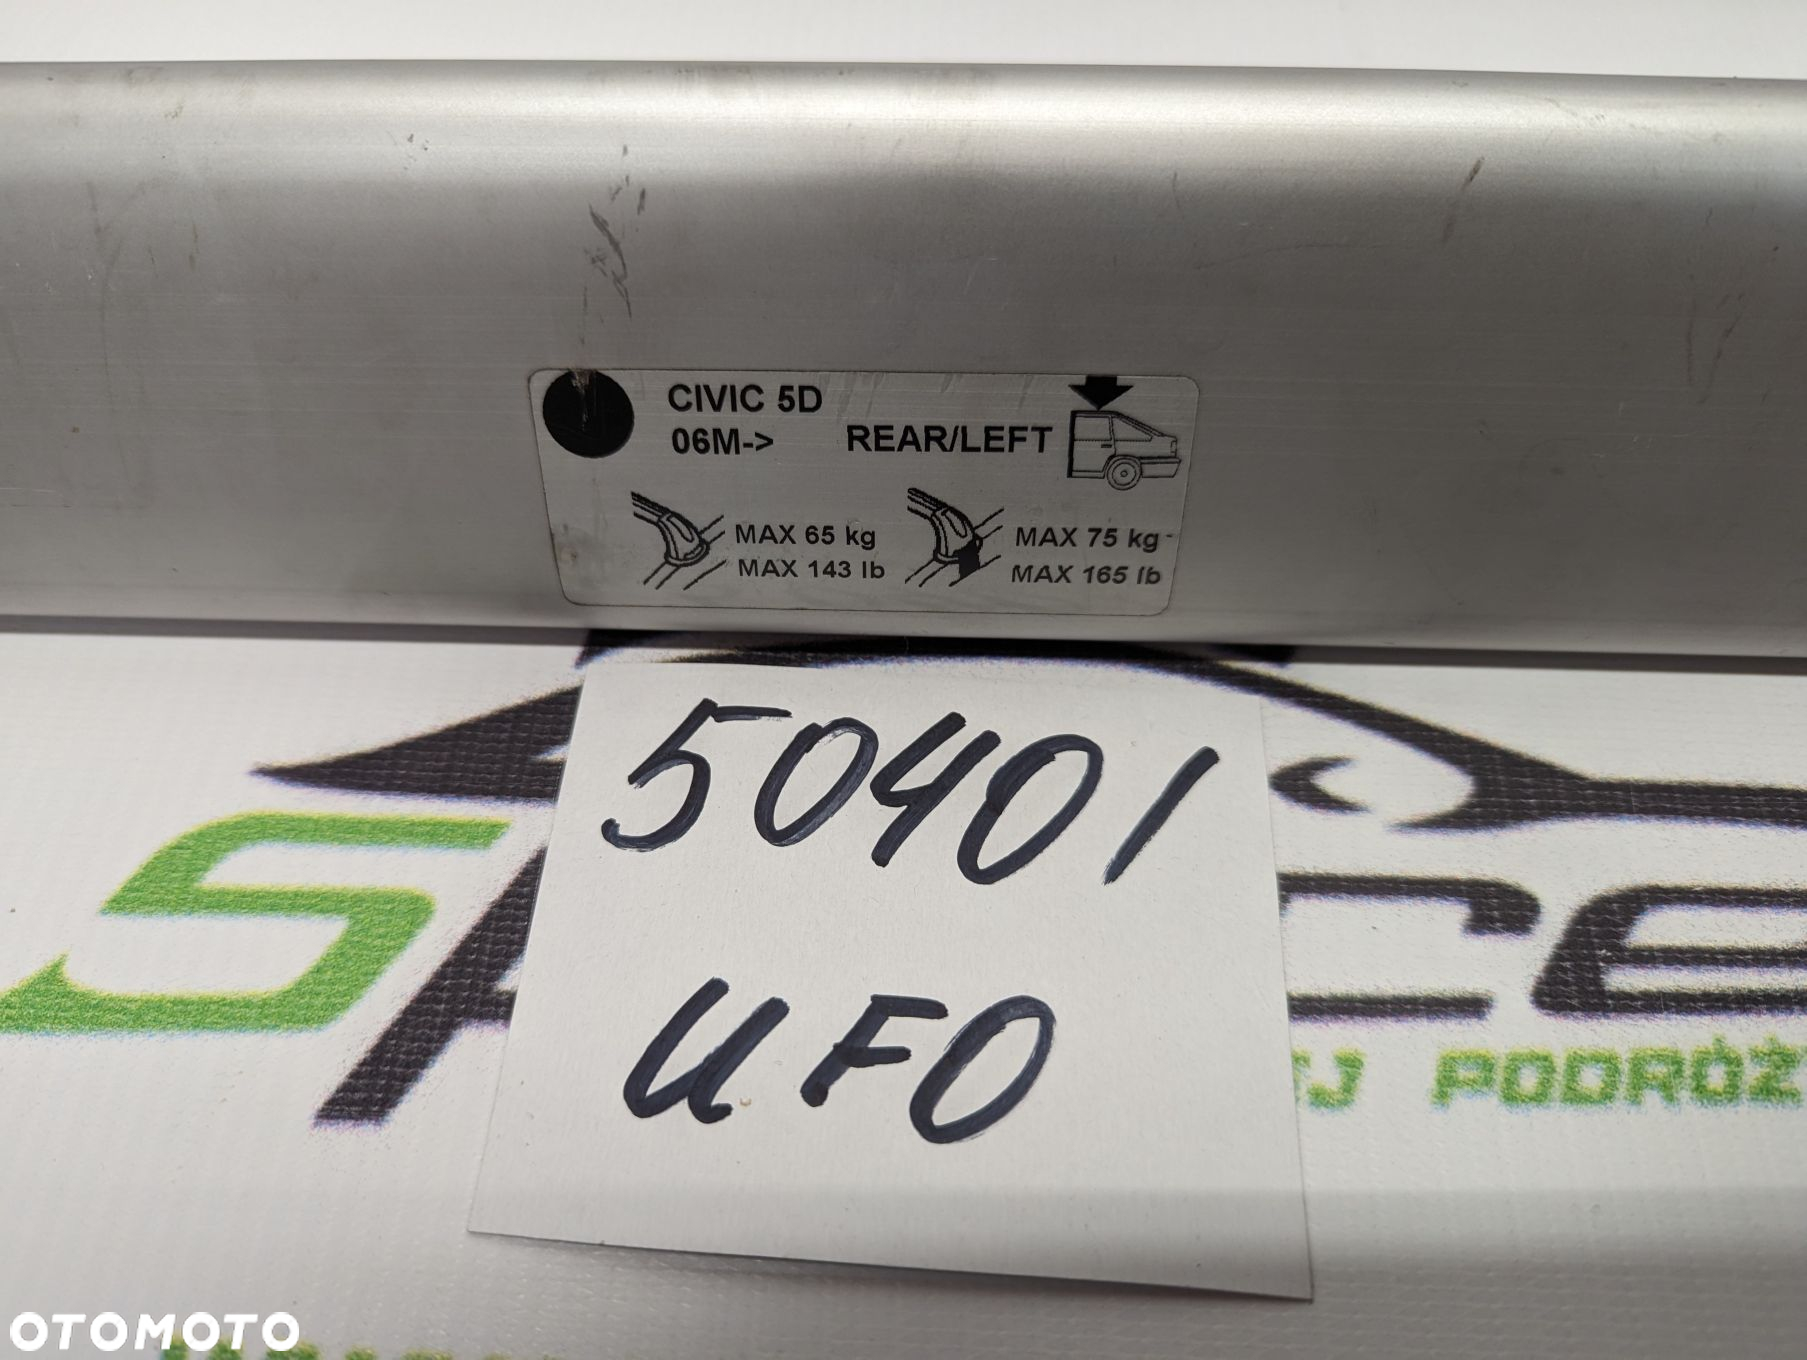 CIVIC 5D
06M->
REAR/LEFT
MAX 65 kg
MAX 143 lb
MAX 75 kg
MAX 165 lb
50401
UFO
PODRÓŻ
OTOMOTO